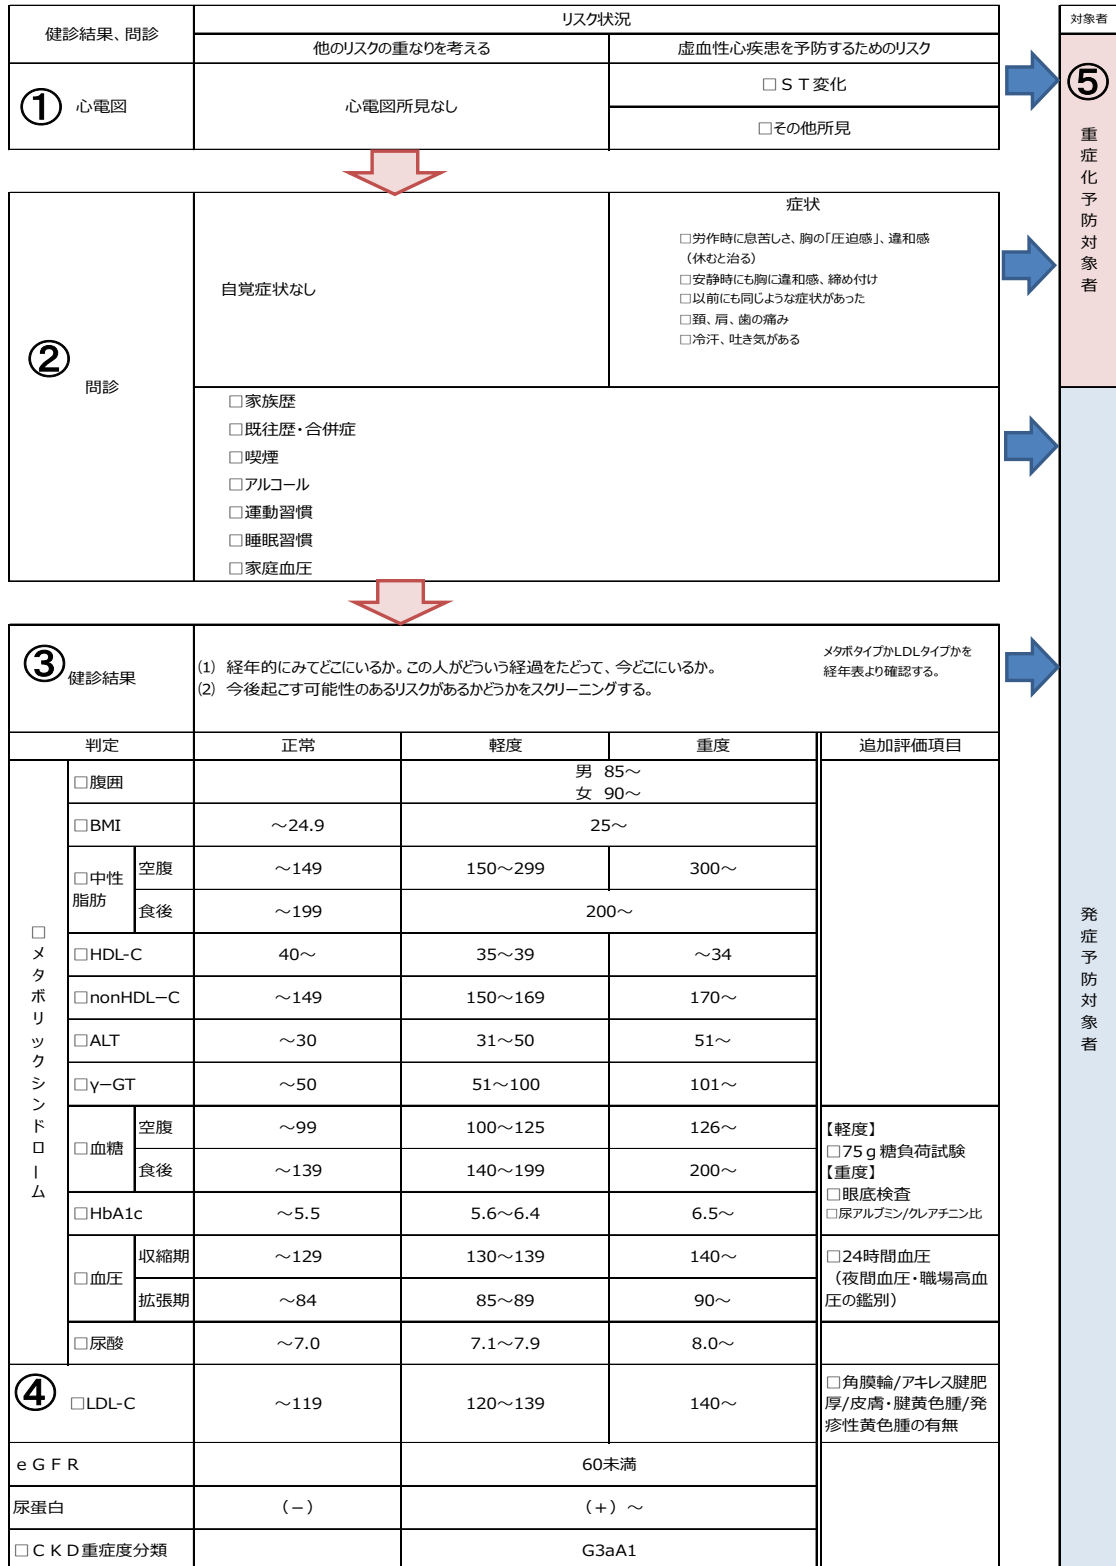 健診結果、問診
リスク状況
対象者
他のリスクの重なりを考える
虚血性心疾患を予防するためのリスク
① 心電図
心電図所見なし
□ＳＴ変化
□その他所見
⑤
重症化予防対象者
② 問診
自覚症状なし
症状
□労作時に息苦しさ、胸の「圧迫感」、違和感
（休むと治る）
□安静時にも胸に違和感、締め付け
□以前にも同じような症状があった
□頚、肩、歯の痛み
□冷汗、吐き気がある
□家族歴
□既往歴・合併症
□喫煙
□アルコール
□運動習慣
□睡眠習慣
□家庭血圧
③ 健診結果
(1) 経年的にみてどこにいるか。この人がどういう経過をたどって、今どこにいるか。
(2) 今後起こす可能性のあるリスクがあるかどうかをスクリーニングする。
メタボタイプかLDLタイプかを
経年表より確認する。
発症予防対象者
判定 正常 軽度 重度 追加評価項目
□メタボリックシンドローム
□腹囲
男 85～
女 90～
□BMI ～24.9 25～
□中性
脂肪
空腹 ～149 150～299 300～
食後 ～199 200～
□HDL-C 40～ 35～39 ～34
□nonHDL－C ～149 150～169 170～
□ALT ～30 31～50 51～
□γ－GT ～50 51～100 101～
□血糖
空腹 ～99 100～125 126～
食後 ～139 140～199 200～
【軽度】
□75ｇ糖負荷試験
【重度】
□眼底検査
□尿アルブミン/クレアチニン比
□HbA1c ～5.5 5.6～6.4 6.5～
□血圧
収縮期 ～129 130～139 140～
拡張期 ～84 85～89 90～
□24時間血圧
（夜間血圧・職場高血
圧の鑑別）
□尿酸 ～7.0 7.1～7.9 8.0～
④ □LDL-C ～119 120～139 140～
□角膜輪/アキレス腱肥
厚/皮膚・腱黄色腫/発
疹性黄色腫の有無
ｅＧＦＲ 60未満
尿蛋白 （－） （+）～
□ＣＫＤ重症度分類 G3aA1